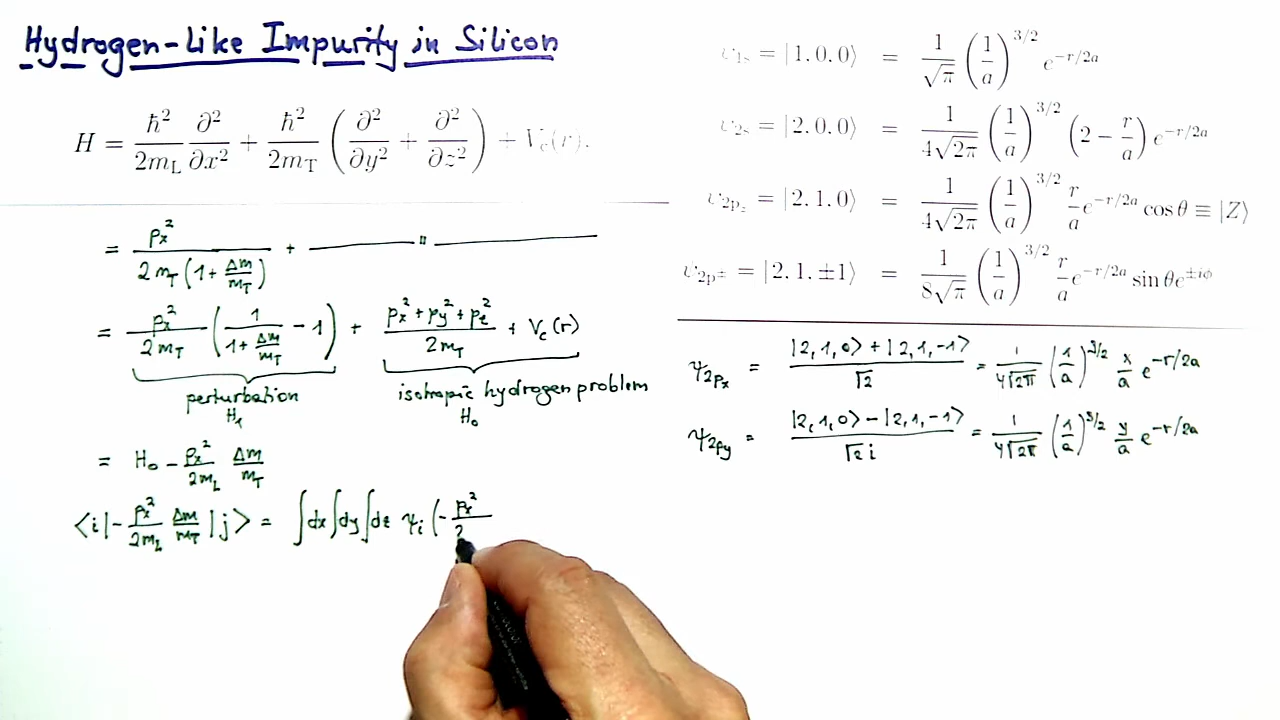 Hydrogen-Like Impurity in Silicon
H = ħ²/2m_L ∂²/∂x² + ħ²/2m_T (∂²/∂y² + ∂²/∂z²) + V_c(r).
= p_x²/2m_T(1 + Δm/m_T) + ——— " ———
= p_x²/2m_T (1/(1 + Δm/m_T) − 1) + (p_x² + p_y² + p_z²)/2m_T + V_c(r)
perturbation H_1
isotropic hydrogen problem H_0
= H_0 − p_x²/2m_L Δm/m_T
⟨i|− p_x²/2m_L Δm/m_T |j⟩ = ∫dx∫dy∫dz ψ_i (− p_x²/2
υ_1s = |1.0.0⟩ = 1/√π (1/a)^3/2 e^−r/2a
υ_2s = |2.0.0⟩ = 1/4√2π (1/a)^3/2 (2 − r/a) e^−r/2a
υ_2p_z = |2.1.0⟩ = 1/4√2π (1/a)^3/2 r/a e^−r/2a cos θ ≡ |Z⟩
υ_2p± = |2.1.±1⟩ = 1/8√π (1/a)^3/2 r/a e^−r/2a sin θ e^±iϕ
ψ_2px = (|2,1,0⟩ + |2,1,−1⟩)/√2 = 1/4√2π (1/a)^3/2 x/a e^−r/2a
ψ_2py = (|2,1,0⟩ − |2,1,−1⟩)/√2 i = 1/4√2π (1/a)^3/2 y/a e^−r/2a